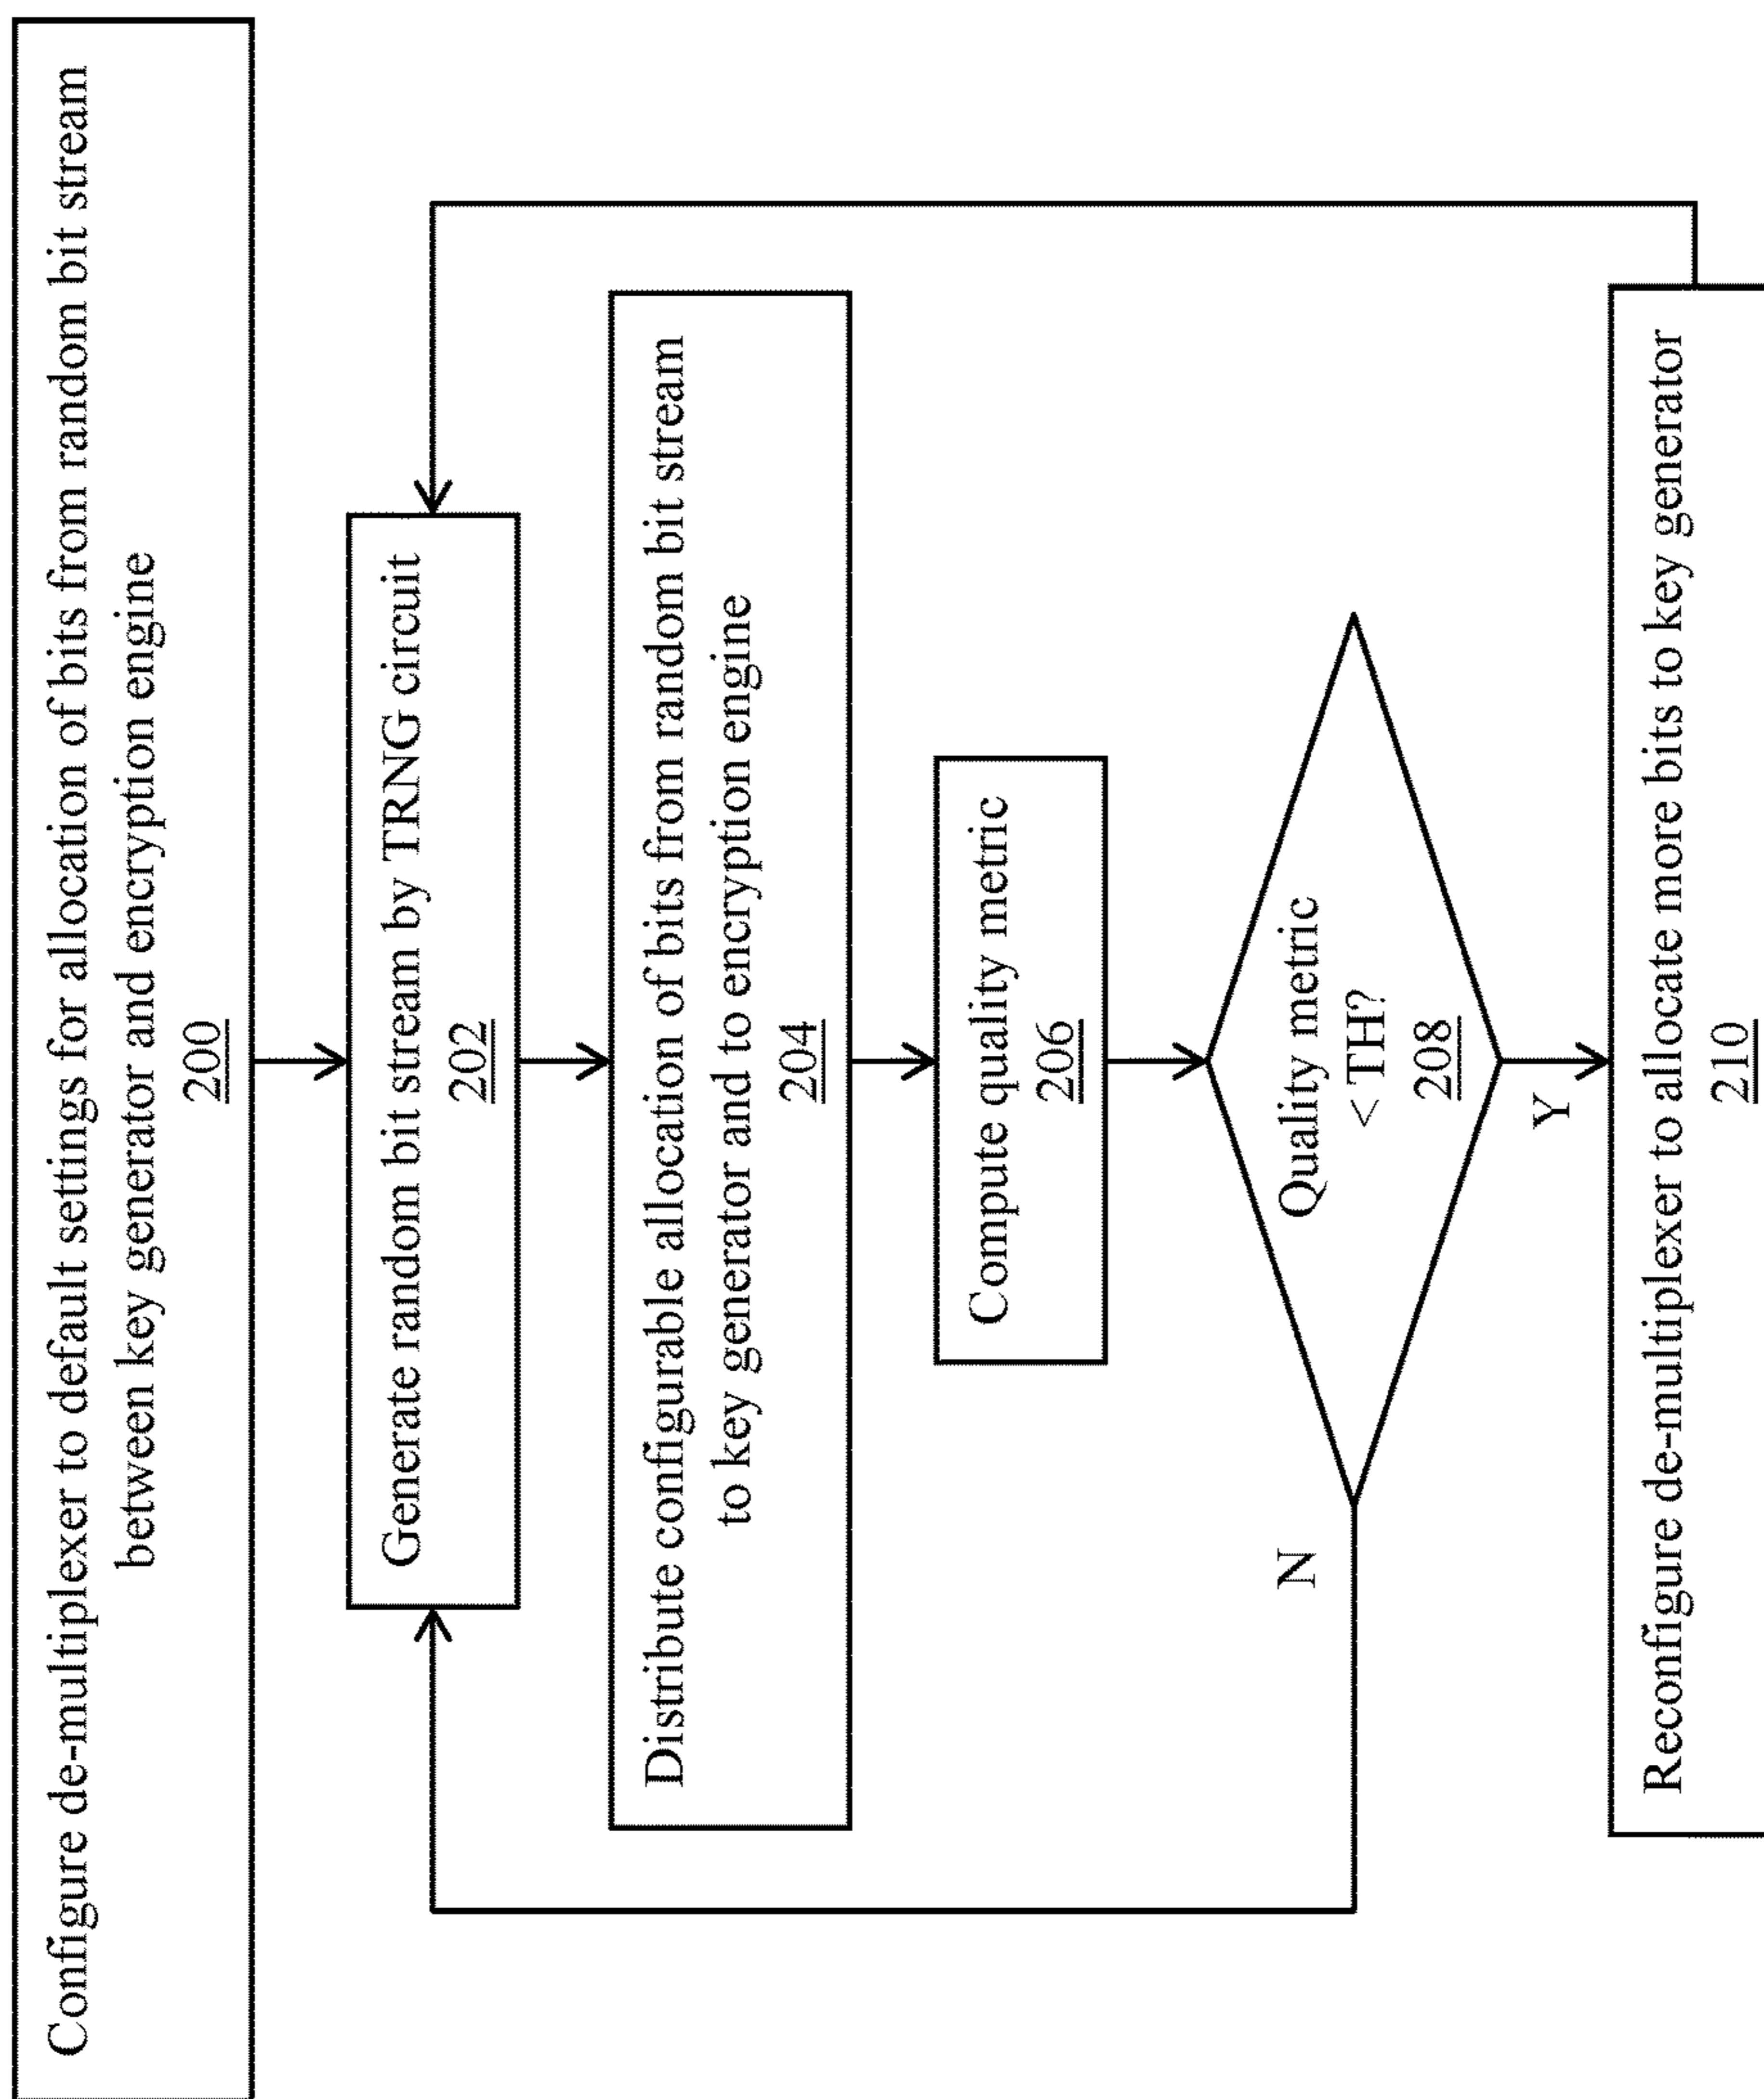 Configure de-multiplexer to default settings for allocation of bits from random bit stream
between key generator and encryption engine
200
Generate random bit stream by TRNG circuit
202
Distribute configurable allocation of bits from random bit stream
to key generator and to encryption engine
204
Compute quality metric
206
Quality metric
< TH?
208
N
Y
Reconfigure de-multiplexer to allocate more bits to key generator
210